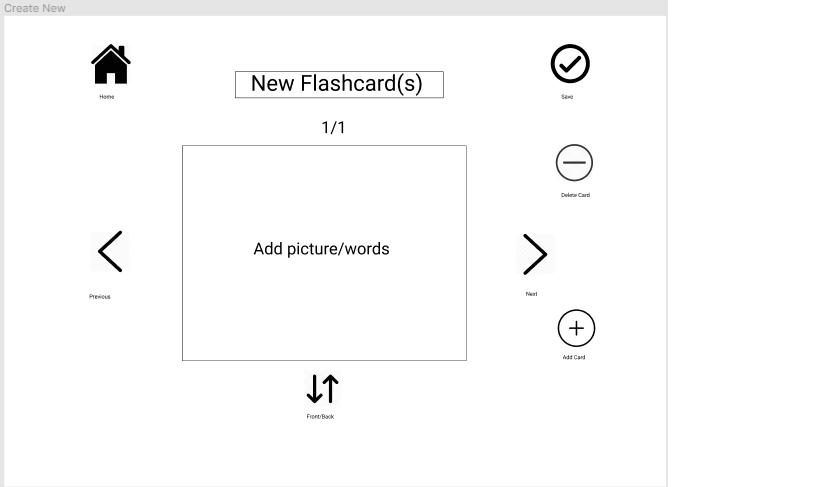 Create New
New Flashcard(s)
Home
Save
1/1
Delete Card
Add picture/words
Previous
Next
Add Card
Front/Back